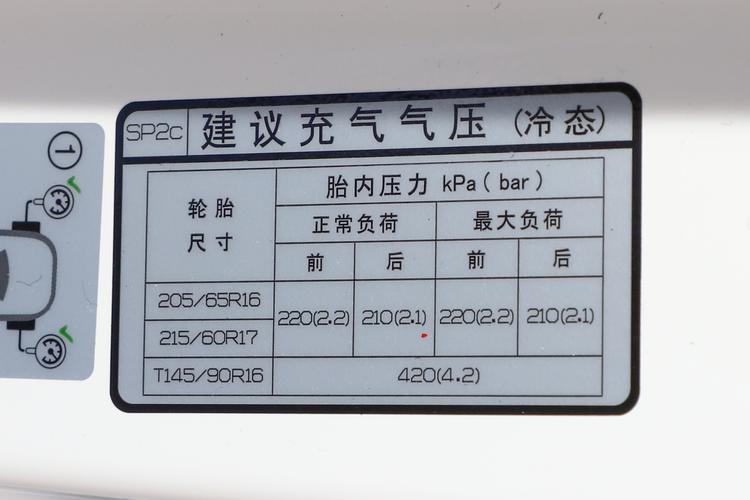 ①
SP2c 建议充气气压 (冷态)
轮胎尺寸 胎内压力 kPa(bar)
正常负荷 最大负荷
前 后 前 后
205/65R16
220(2.2) 210(2.1) 220(2.2) 210(2.1)
215/60R17
T145/90R16 420(4.2)